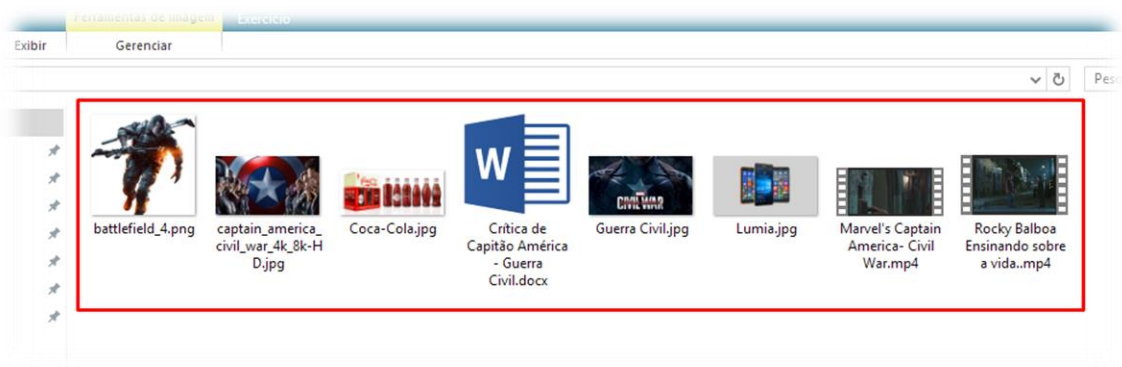 Ferramentas de Imagem
Exercício
Exibir
Gerenciar
battlefield_4.png
captain_america_
civil_war_4k_8k-H
D.jpg
Coca-Cola.jpg
W
Crítica de
Capitão América
- Guerra
Civil.docx
CIVIL WAR
Guerra Civil.jpg
Lumia.jpg
Marvel's Captain
America- Civil
War.mp4
Rocky Balboa
Ensinando sobre
a vida..mp4